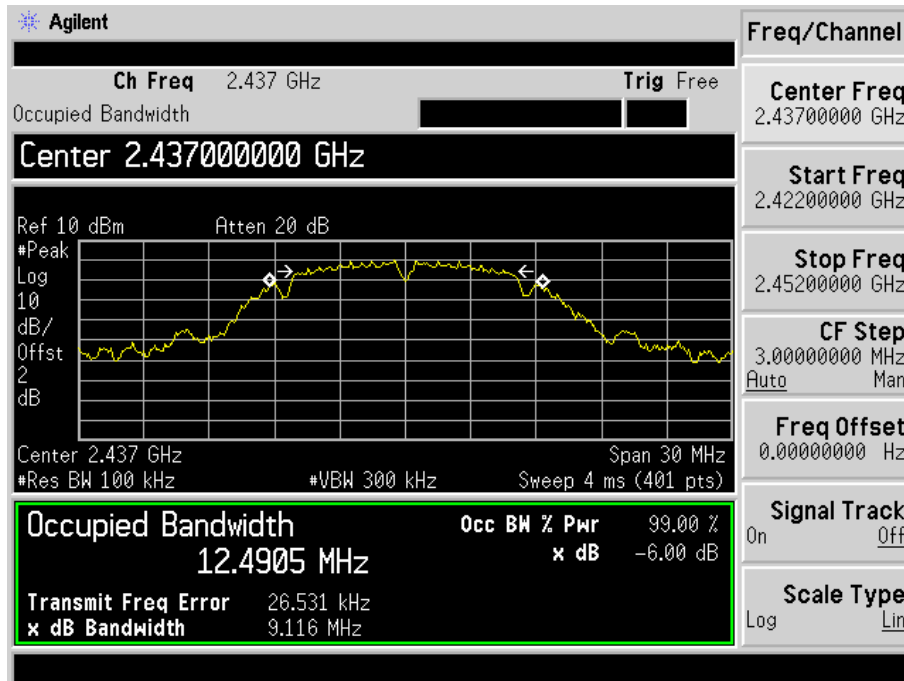 Agilent
Freq/Channel
Ch Freq 2.437 GHz Trig Free
Occupied Bandwidth
Center 2.437000000 GHz
Ref 10 dBm Atten 20 dB
#Peak
Log
10
dB/
Offst
2
dB
Center 2.437 GHz Span 30 MHz
#Res BW 100 kHz #VBW 300 kHz Sweep 4 ms (401 pts)
Occupied Bandwidth
12.4905 MHz
Occ BW % Pwr 99.00 %
x dB -6.00 dB
Transmit Freq Error 26.531 kHz
x dB Bandwidth 9.116 MHz
Center Freq
2.43700000 GHz
Start Freq
2.42200000 GHz
Stop Freq
2.45200000 GHz
CF Step
3.00000000 MHz
Auto Man
Freq Offset
0.00000000 Hz
Signal Track
On Off
Scale Type
Log Lin